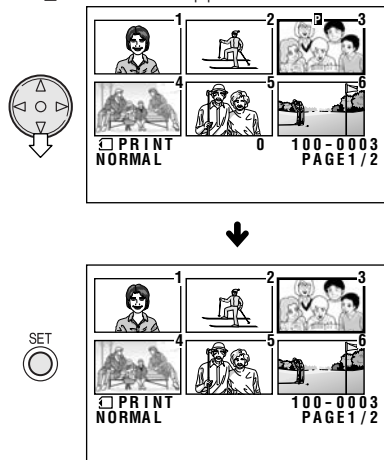 1 2 P 3
4 5 6
PRINT 0 100-0003
NORMAL PAGE1/2
1 2 3
SET
4 5 6
PRINT 100-0003
NORMAL PAGE1/2